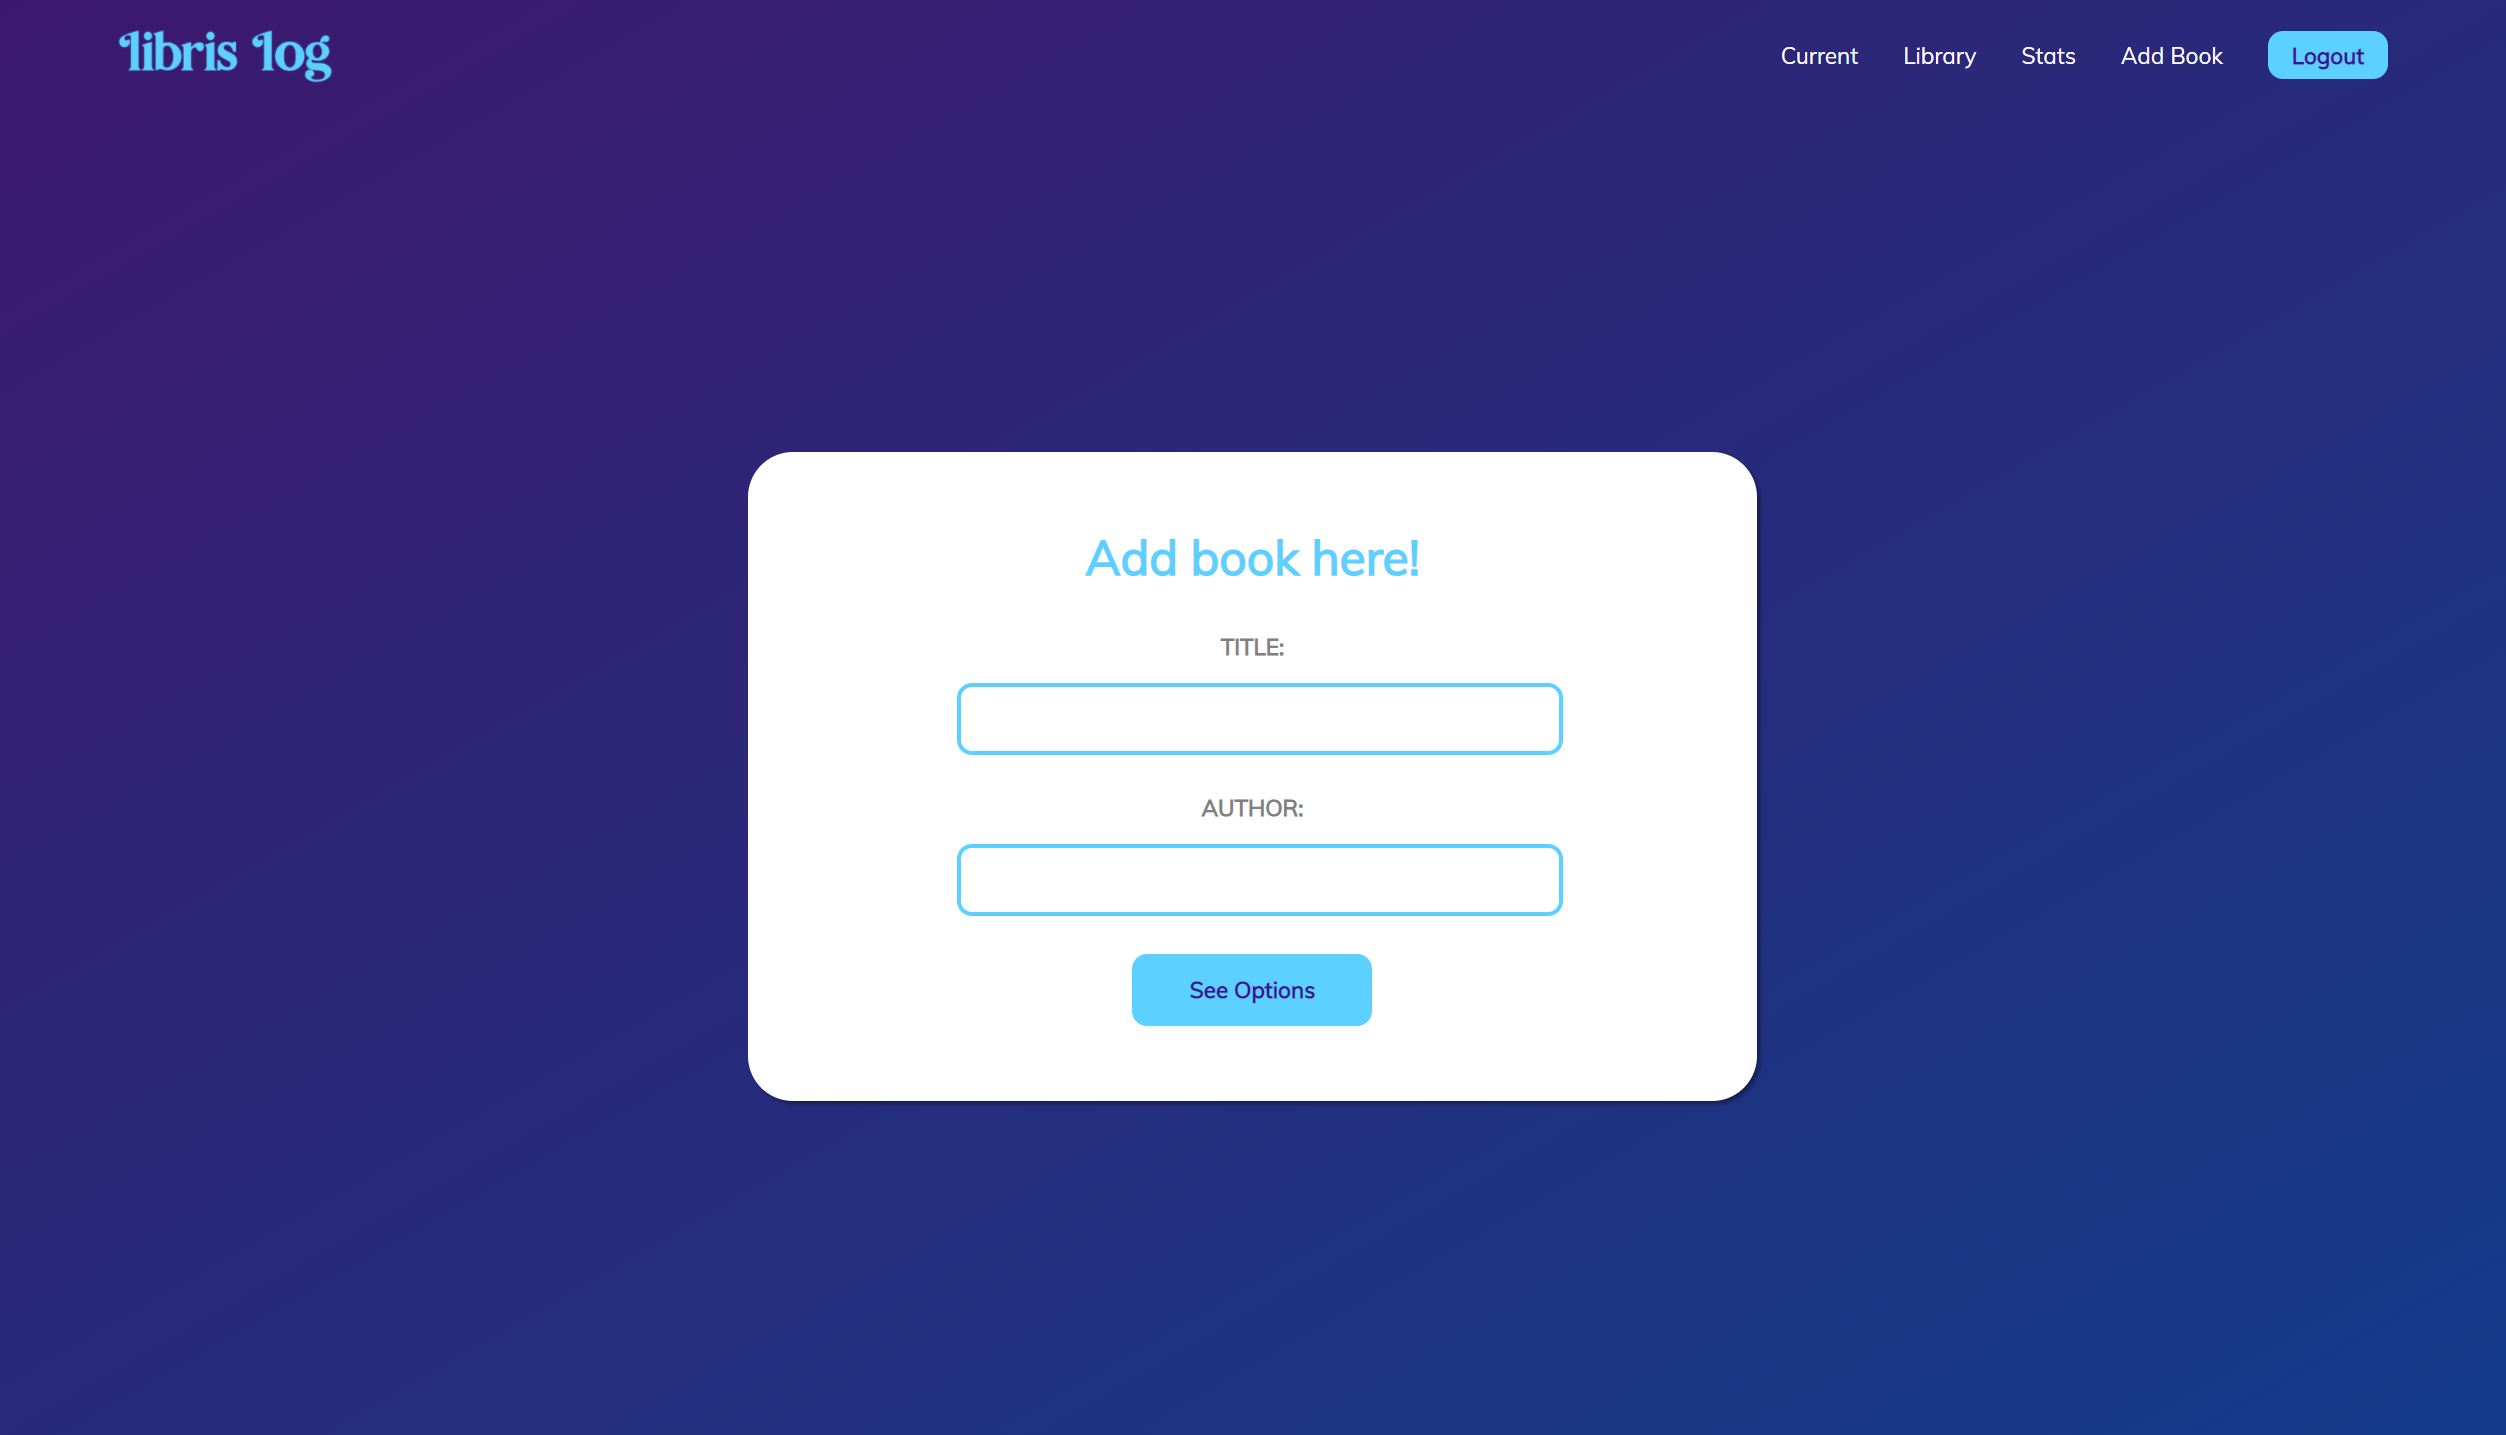 libris log
Current Library Stats Add Book Logout
Add book here!
TITLE:
AUTHOR:
See Options